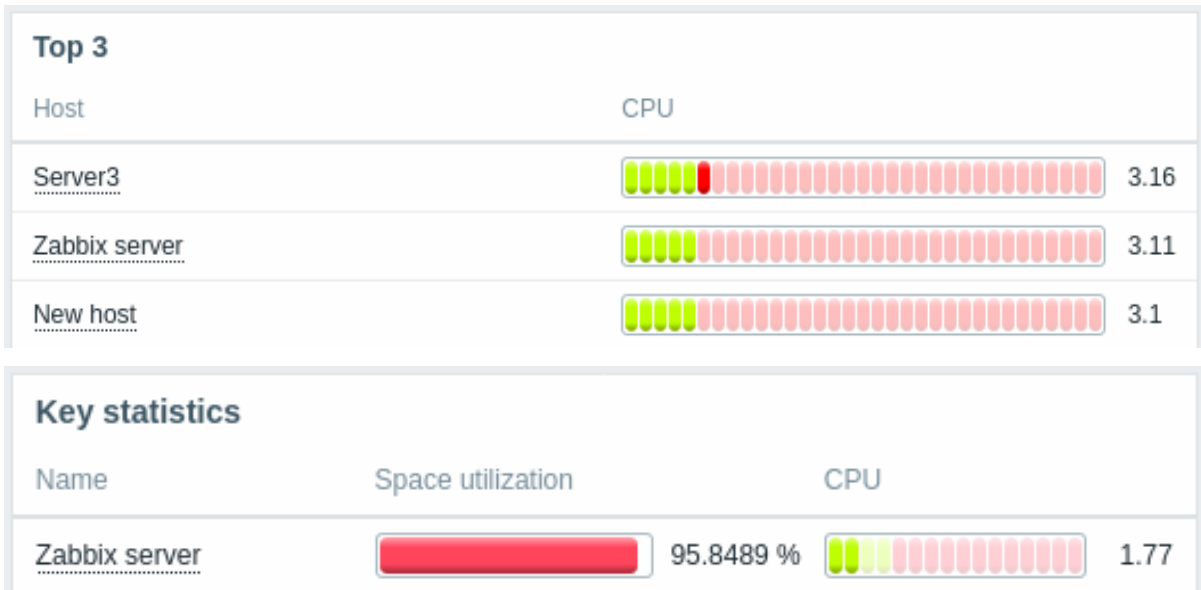 Top 3
Host CPU
Server3 3.16
Zabbix server 3.11
New host 3.1
Key statistics
Name Space utilization CPU
Zabbix server 95.8489 % 1.77